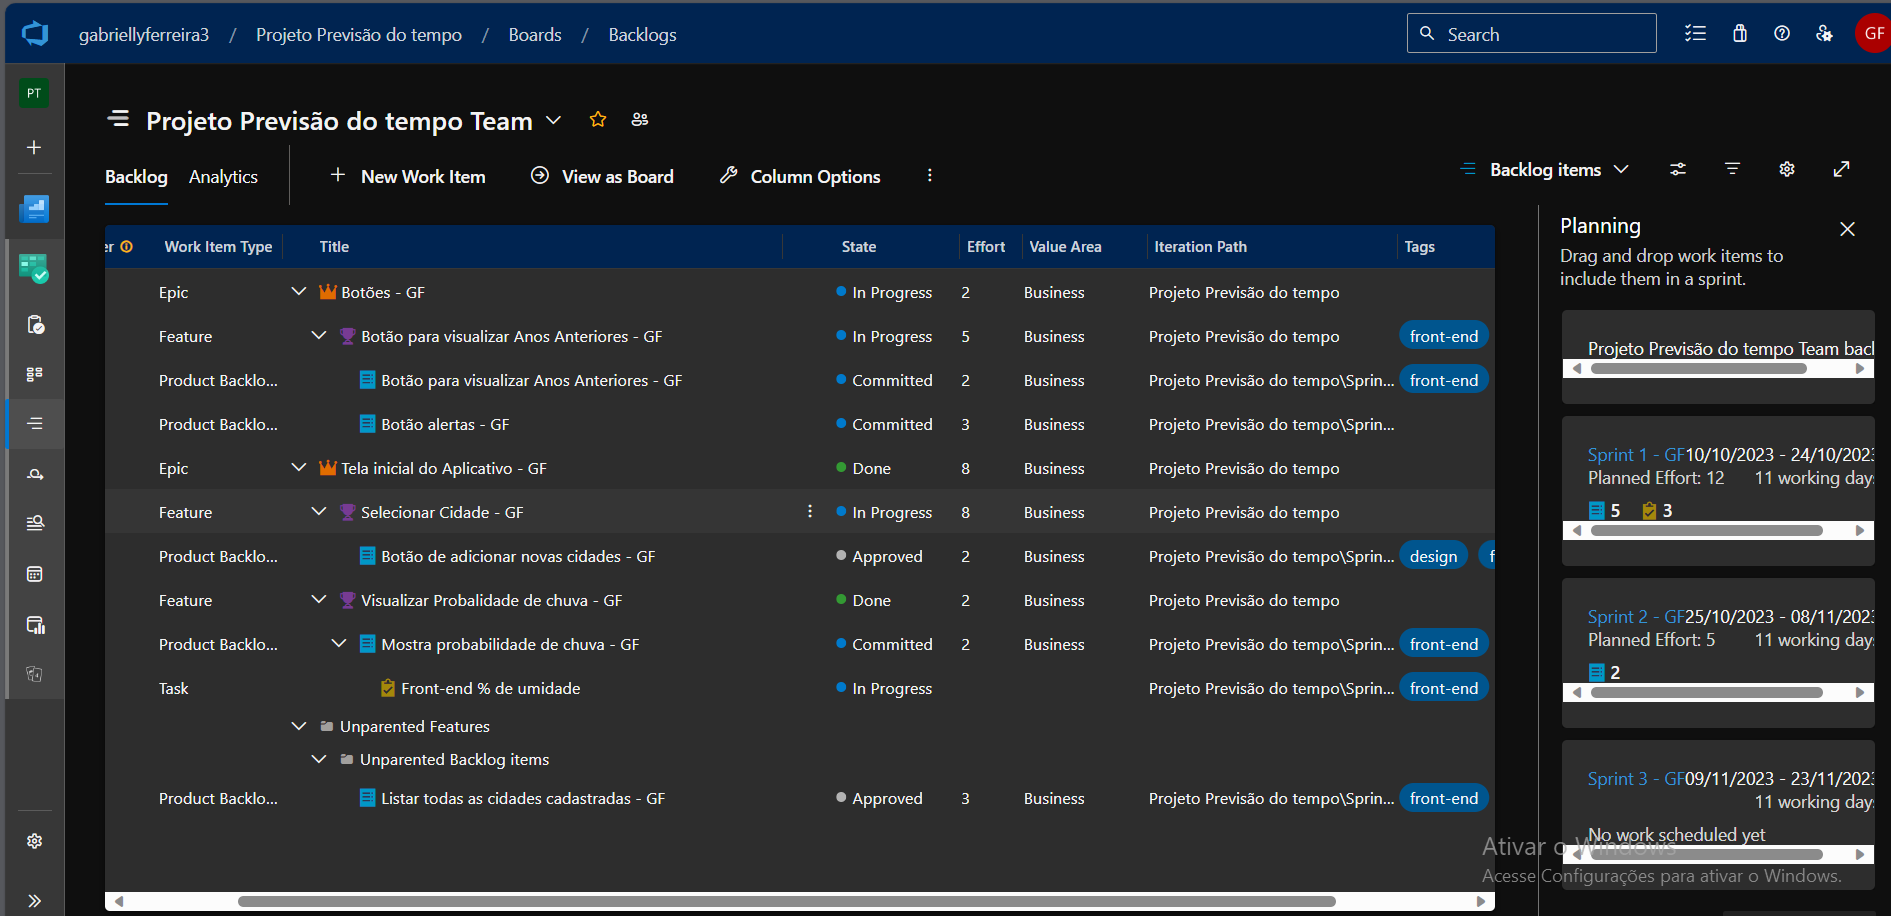 gabriellyferreira3 / Projeto Previsão do tempo / Boards / Backlogs
Search
GF
PT
Projeto Previsão do tempo Team
Backlog Analytics
New Work Item
View as Board
Column Options
Backlog items
er Work Item Type Title State Effort Value Area Iteration Path Tags
Epic Botões - GF In Progress 2 Business Projeto Previsão do tempo
Feature Botão para visualizar Anos Anteriores - GF In Progress 5 Business Projeto Previsão do tempo front-end
Product Backlo... Botão para visualizar Anos Anteriores - GF Committed 2 Business Projeto Previsão do tempo\Sprin... front-end
Product Backlo... Botão alertas - GF Committed 3 Business Projeto Previsão do tempo\Sprin...
Epic Tela inicial do Aplicativo - GF Done 8 Business Projeto Previsão do tempo
Feature Selecionar Cidade - GF In Progress 8 Business Projeto Previsão do tempo
Product Backlo... Botão de adicionar novas cidades - GF Approved 2 Business Projeto Previsão do tempo\Sprin... design f
Feature Visualizar Probalidade de chuva - GF Done 2 Business Projeto Previsão do tempo
Product Backlo... Mostra probabilidade de chuva - GF Committed 2 Business Projeto Previsão do tempo\Sprin... front-end
Task Front-end % de umidade In Progress Projeto Previsão do tempo\Sprin... front-end
Unparented Features
Unparented Backlog items
Product Backlo... Listar todas as cidades cadastradas - GF Approved 3 Business Projeto Previsão do tempo\Sprin... front-end
Planning
Drag and drop work items to
include them in a sprint.
Projeto Previsão do tempo Team bacl
Sprint 1 - GF 10/10/2023 - 24/10/2023
Planned Effort: 12 11 working days
5 3
Sprint 2 - GF 25/10/2023 - 08/11/2023
Planned Effort: 5 11 working days
2
Sprint 3 - GF 09/11/2023 - 23/11/2023
11 working days
No work scheduled yet
Ativar o Windows
Acesse Configurações para ativar o Windows.